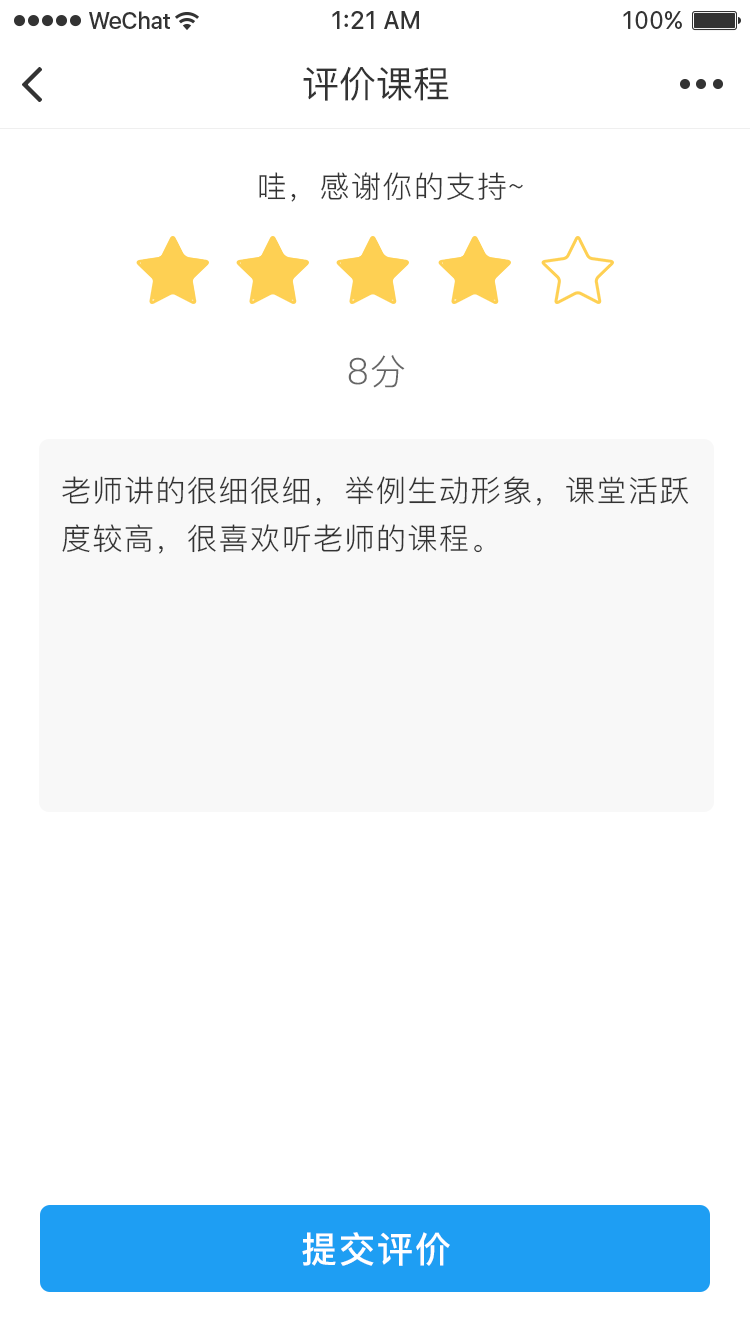 WeChat 1:21 AM 100%
评价课程
哇，感谢你的支持~
8分
老师讲的很细很细，举例生动形象，课堂活跃
度较高，很喜欢听老师的课程。
提交评价